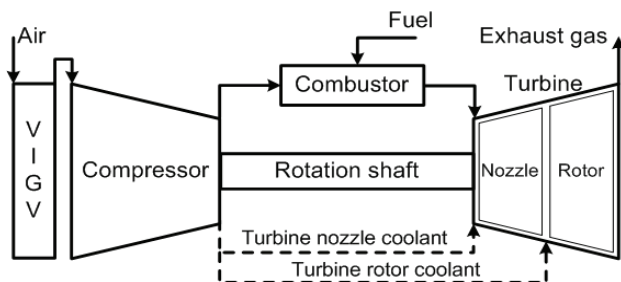 Fuel
Air
Exhaust gas
Combustor
Turbine
V
I
G
V
Compressor
Rotation shaft
Nozzle
Rotor
Turbine nozzle coolant
Turbine rotor coolant